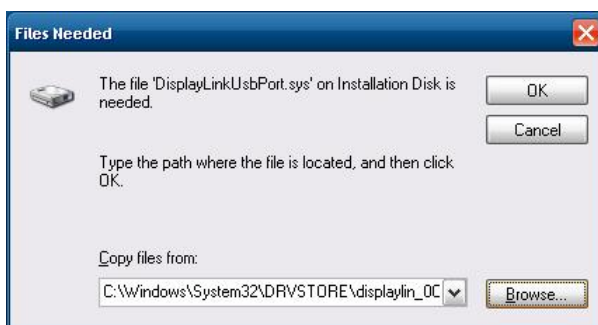 Files Needed
The file 'DisplayLinkUsbPort.sys' on Installation Disk is
needed.
OK
Cancel
Type the path where the file is located, and then click
OK.
Copy files from:
C:\Windows\System32\DRVSTORE\displaylin_0C
Browse...